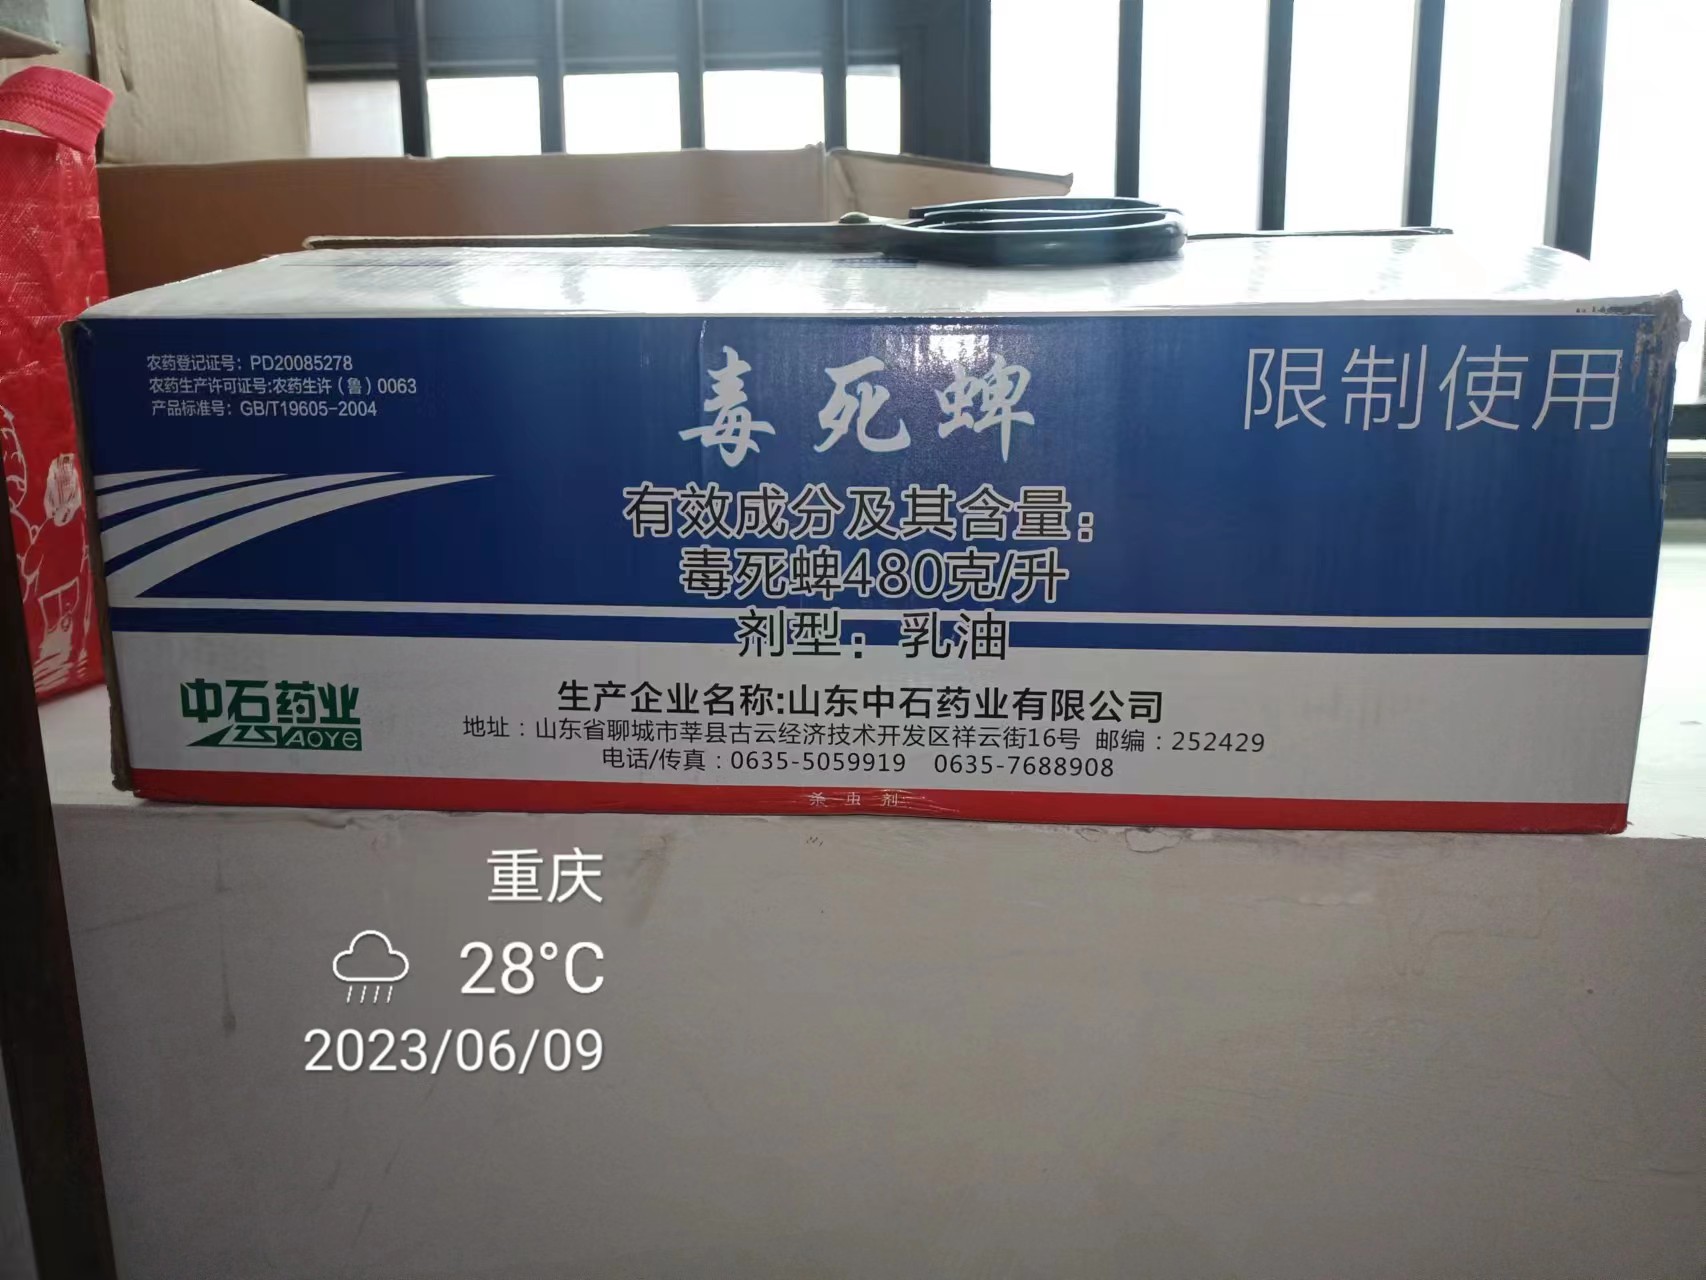 农药登记证号：PD20085278
农药生产许可证号:农药生许（鲁）0063
产品标准号：GB/T19605-2004
毒死蜱
限制使用
有效成分及其含量：
毒死蜱480克/升
剂型：乳油
中石药业
YAOYE
生产企业名称:山东中石药业有限公司
地址：山东省聊城市莘县古云经济技术开发区祥云街16号 邮编：252429
电话/传真：0635-5059919 0635-7688908
杀虫剂
重庆
28°C
2023/06/09